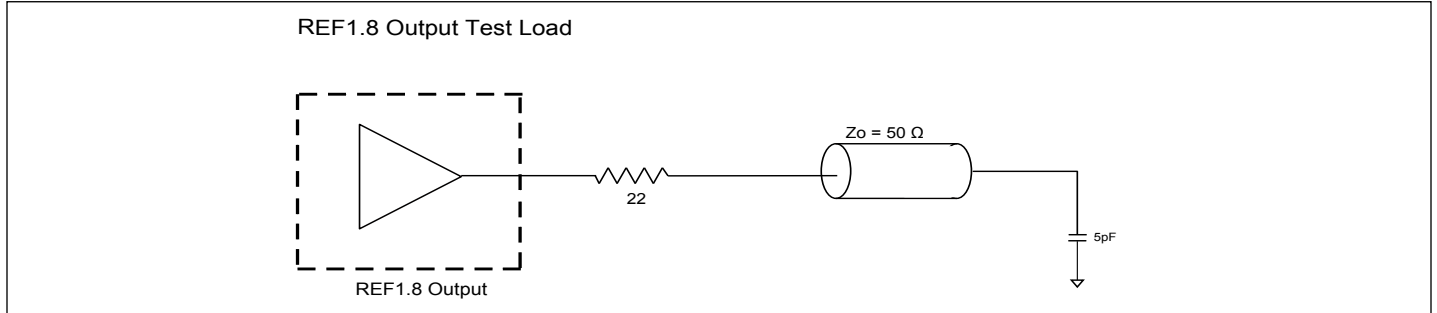 REF1.8 Output Test Load
Zo = 50 Ω
22
5pF
REF1.8 Output